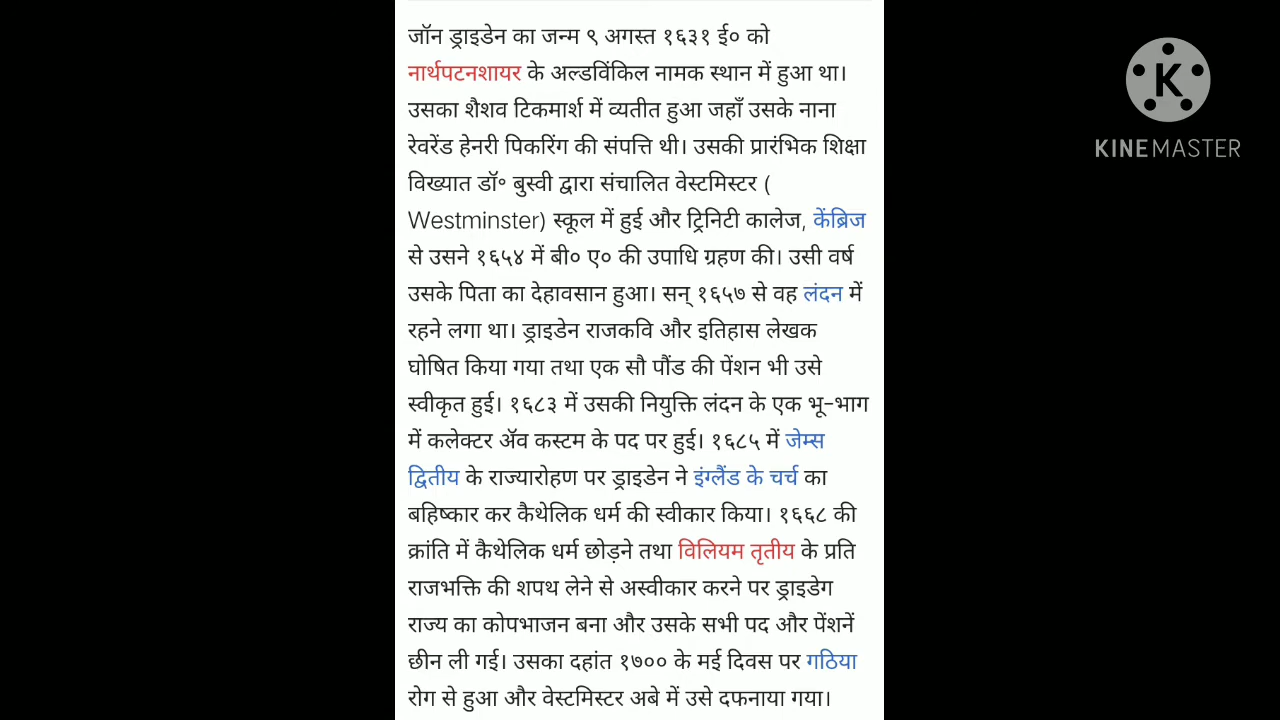 जॉन ड्राइडेन का जन्म ९ अगस्त १६३१ ई० को
नार्थपटनशायर के अल्डविंकिल नामक स्थान में हुआ था।
उसका शैशव टिकमार्श में व्यतीत हुआ जहाँ उसके नाना
रेवरेंड हेनरी पिकरिंग की संपत्ति थी। उसकी प्रारंभिक शिक्षा
विख्यात डॉ॰ बुस्वी द्वारा संचालित वेस्टमिस्टर (
Westminster) स्कूल में हुई और ट्रिनिटी कालेज, केंब्रिज
से उसने १६५४ में बी० ए० की उपाधि ग्रहण की। उसी वर्ष
उसके पिता का देहावसान हुआ। सन् १६५७ से वह लंदन में
रहने लगा था। ड्राइडेन राजकवि और इतिहास लेखक
घोषित किया गया तथा एक सौ पौंड की पेंशन भी उसे
स्वीकृत हुई। १६८३ में उसकी नियुक्ति लंदन के एक भू-भाग
में कलेक्टर ॲव कस्टम के पद पर हुई। १६८५ में जेम्स
द्वितीय के राज्यारोहण पर ड्राइडेन ने इंग्लैंड के चर्च का
बहिष्कार कर कैथेलिक धर्म की स्वीकार किया। १६६८ की
क्रांति में कैथेलिक धर्म छोड़ने तथा विलियम तृतीय के प्रति
राजभक्ति की शपथ लेने से अस्वीकार करने पर ड्राइडेग
राज्य का कोपभाजन बना और उसके सभी पद और पेंशनें
छीन ली गई। उसका दहांत १७०० के मई दिवस पर गठिया
रोग से हुआ और वेस्टमिस्टर अबे में उसे दफनाया गया।
K
KINEMASTER